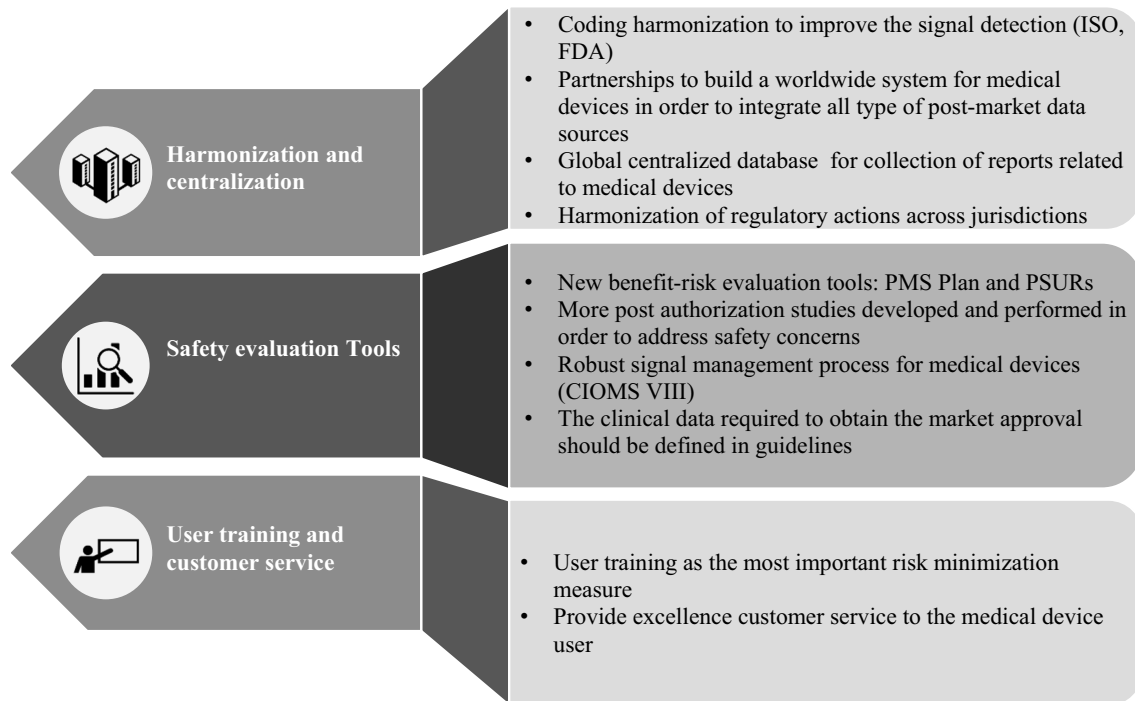 Harmonization and
centralization
• Coding harmonization to improve the signal detection (ISO,
FDA)
• Partnerships to build a worldwide system for medical
devices in order to integrate all type of post-market data
sources
• Global centralized database for collection of reports related
to medical devices
• Harmonization of regulatory actions across jurisdictions
Safety evaluation Tools
• New benefit-risk evaluation tools: PMS Plan and PSURs
• More post authorization studies developed and performed in
order to address safety concerns
• Robust signal management process for medical devices
(CIOMS VIII)
• The clinical data required to obtain the market approval
should be defined in guidelines
User training and
customer service
• User training as the most important risk minimization
measure
• Provide excellence customer service to the medical device
user